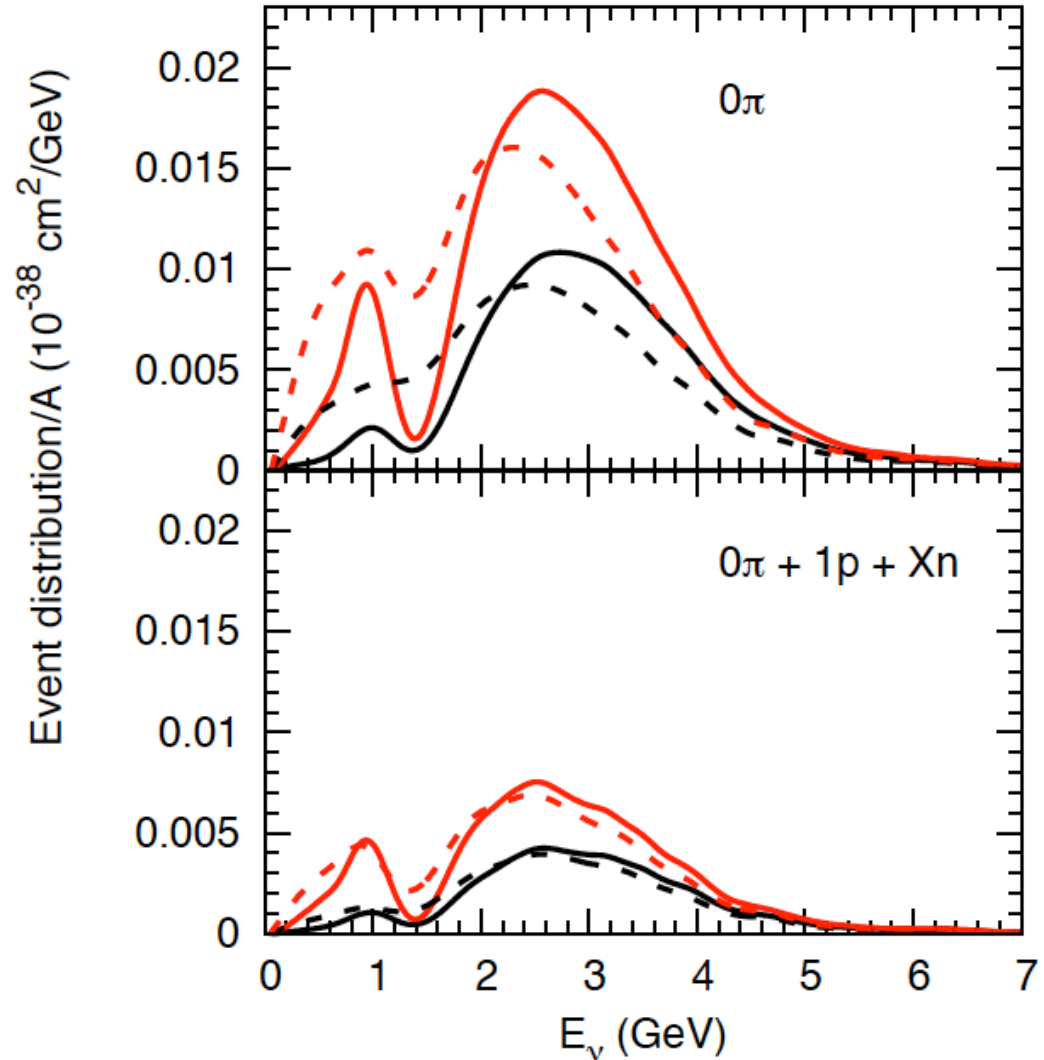 Event distribution/A (10⁻³⁸ cm²/GeV)
0.02
0π
0.015
0.01
0.005
0
0.02
0π + 1p + Xn
0.015
0.01
0.005
0
0 1 2 3 4 5 6 7
E_ν (GeV)